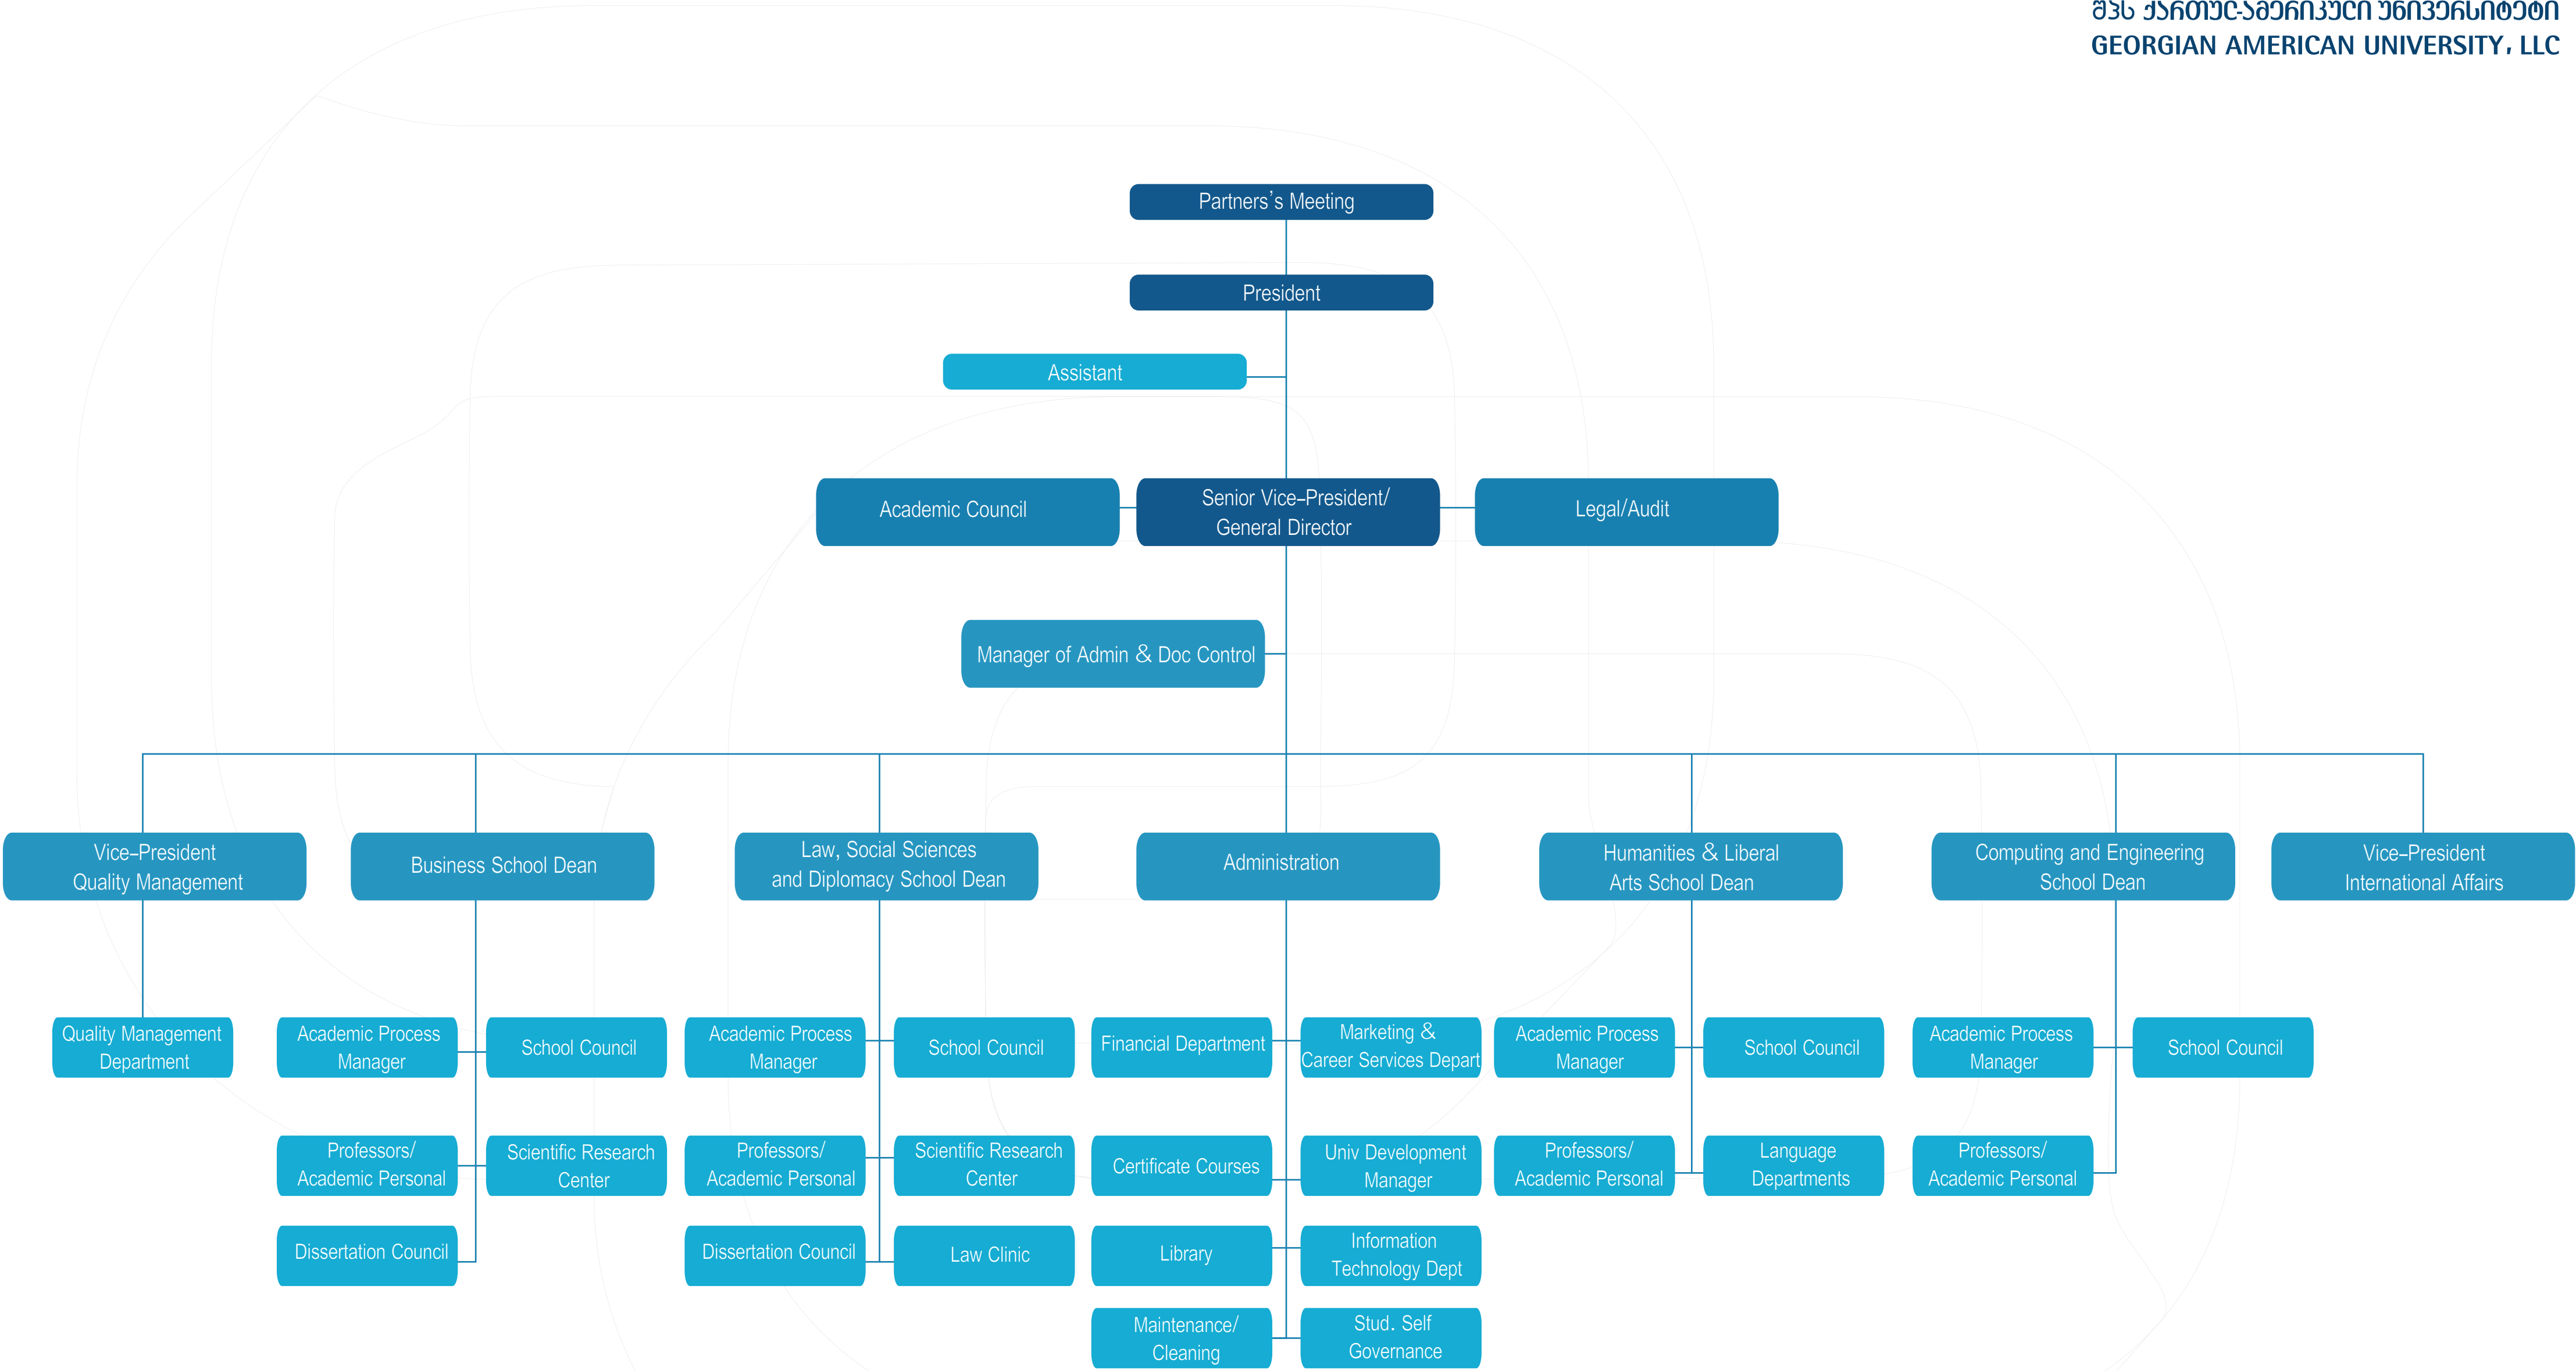 შპს ქართულ-ამერიკული უნივერსიტეტი
GEORGIAN AMERICAN UNIVERSITY, LLC
Partners's Meeting
President
Assistant
Academic Council
Senior Vice-President/
General Director
Legal/Audit
Manager of Admin & Doc Control
Vice-President
Quality Management
Business School Dean
Law, Social Sciences
and Diplomacy School Dean
Administration
Humanities & Liberal
Arts School Dean
Computing and Engineering
School Dean
Vice-President
International Affairs
Quality Management
Department
Academic Process
Manager
School Council
Academic Process
Manager
School Council
Financial Department
Marketing &
Career Services Depart
Academic Process
Manager
School Council
Academic Process
Manager
School Council
Professors/
Academic Personal
Scientific Research
Center
Professors/
Academic Personal
Scientific Research
Center
Certificate Courses
Univ Development
Manager
Professors/
Academic Personal
Language
Departments
Professors/
Academic Personal
Dissertation Council
Dissertation Council
Law Clinic
Library
Information
Technology Dept
Maintenance/
Cleaning
Stud. Self
Governance